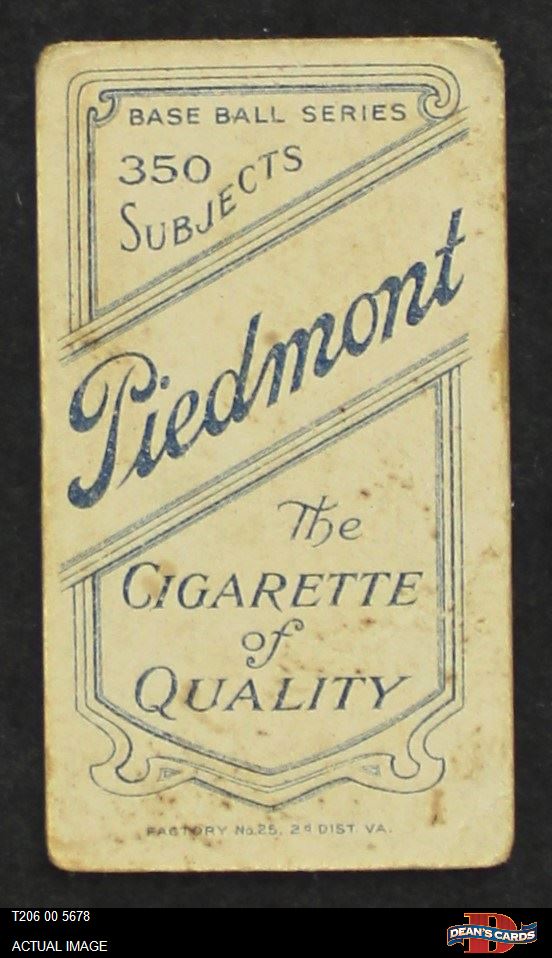 BASE BALL SERIES
350
SUBJECTS
Piedmont
The
CIGARETTE
of
QUALITY
FACTORY No. 25, 2d DIST. VA.
T206 00 5678
ACTUAL IMAGE
D
DEAN'S CARDS